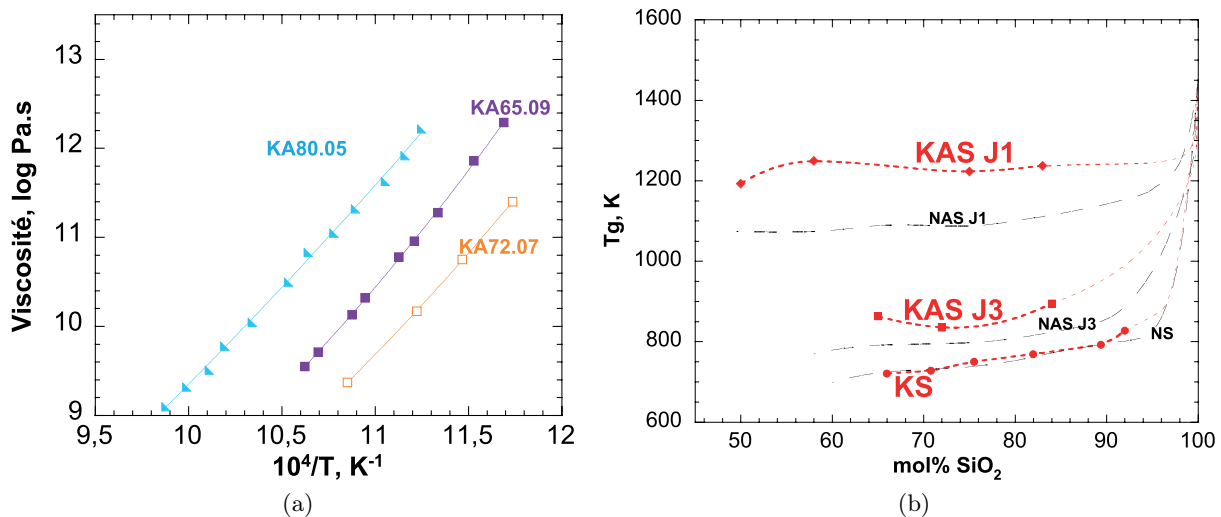 Viscosité, log Pa.s
13
12
11
10
9
KA80.05
KA65.09
KA72.07
9,5 10 10,5 11 11,5 12
10⁴/T, K⁻¹
(a)
Tg, K
1600
1400
1200
1000
800
600
KAS J1
NAS J1
KAS J3
NAS J3
NS
KS
50 60 70 80 90 100
mol% SiO₂
(b)